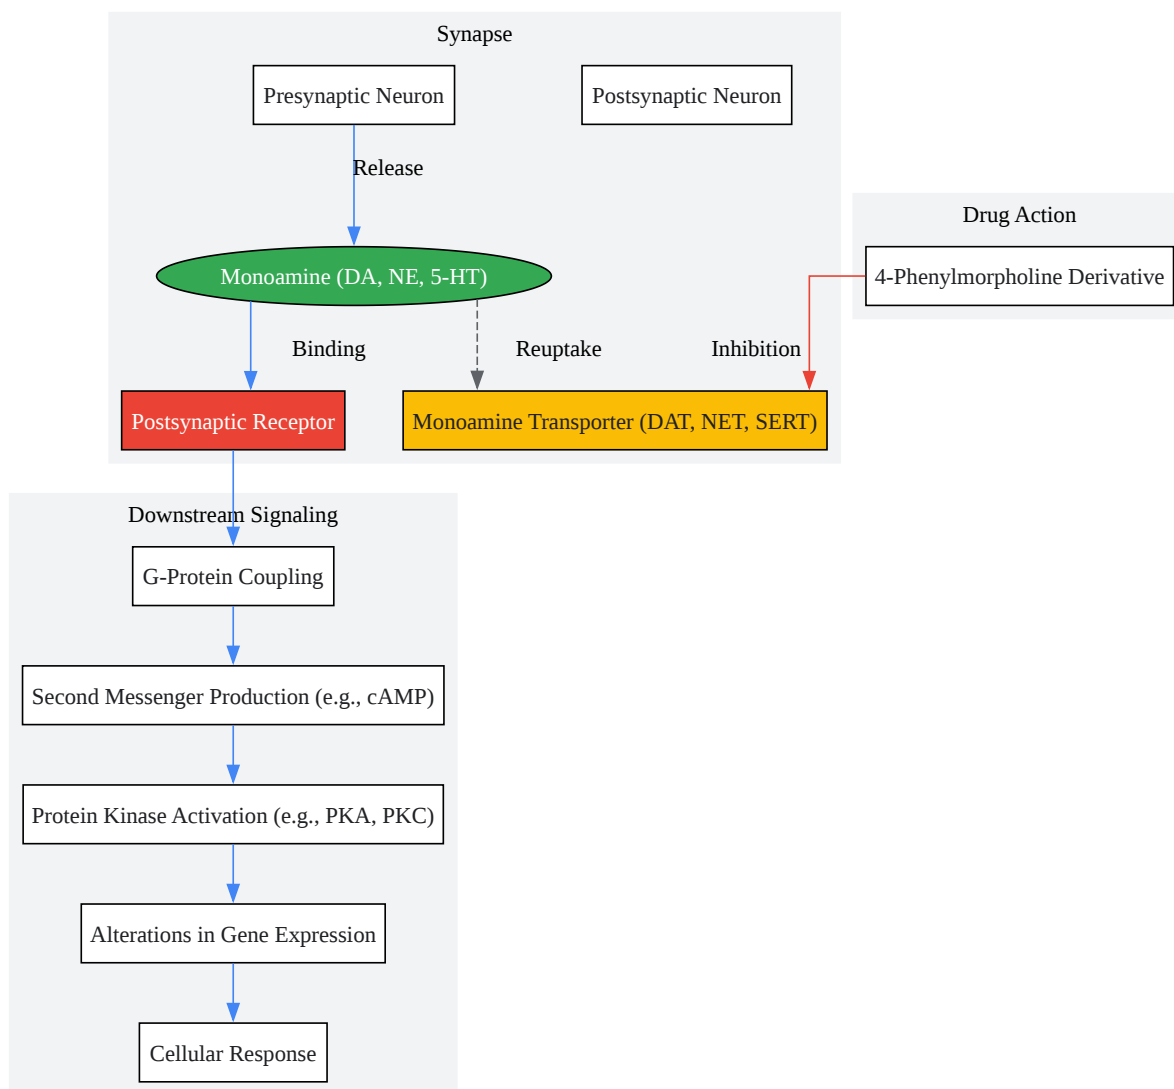 Synapse
Presynaptic Neuron
Postsynaptic Neuron
Release
Drug Action
Monoamine (DA, NE, 5-HT)
4-Phenylmorpholine Derivative
Binding
Reuptake
Inhibition
Postsynaptic Receptor
Monoamine Transporter (DAT, NET, SERT)
Downstream Signaling
G-Protein Coupling
Second Messenger Production (e.g., cAMP)
Protein Kinase Activation (e.g., PKA, PKC)
Alterations in Gene Expression
Cellular Response